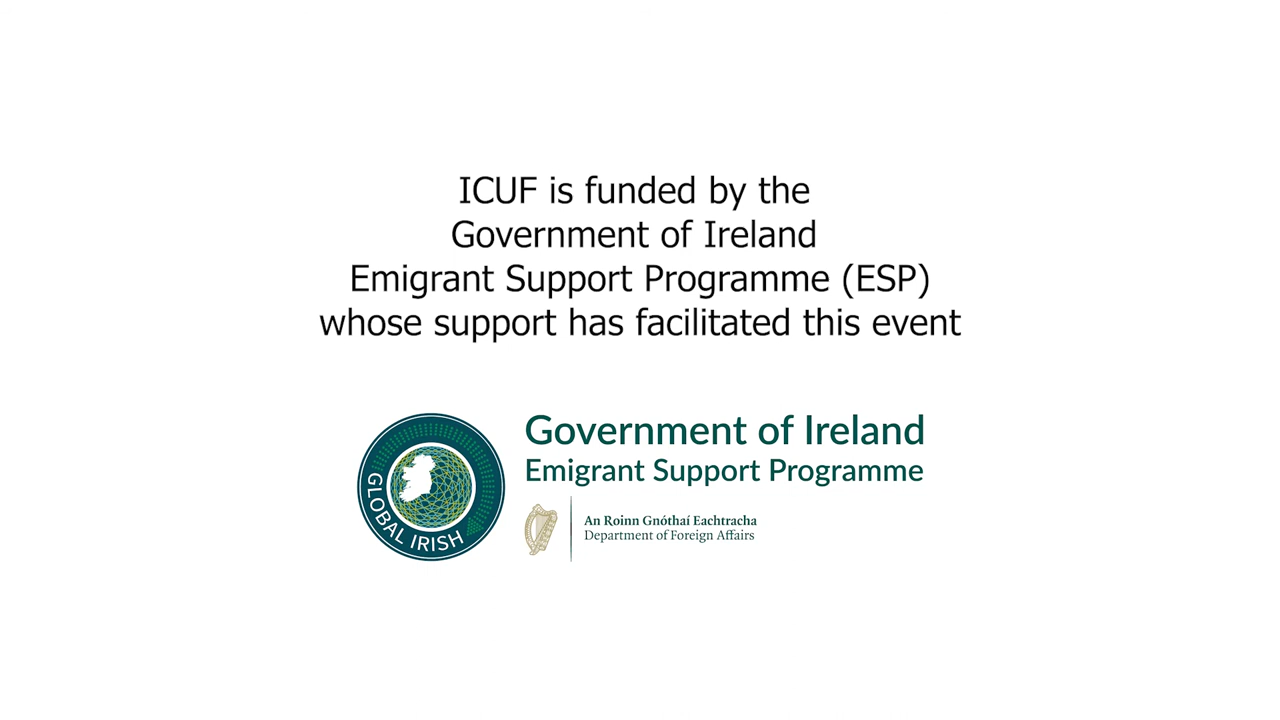 ICUF is funded by the
Government of Ireland
Emigrant Support Programme (ESP)
whose support has facilitated this event
GLOBAL IRISH
Government of Ireland
Emigrant Support Programme
An Roinn Gnóthaí Eachtracha
Department of Foreign Affairs